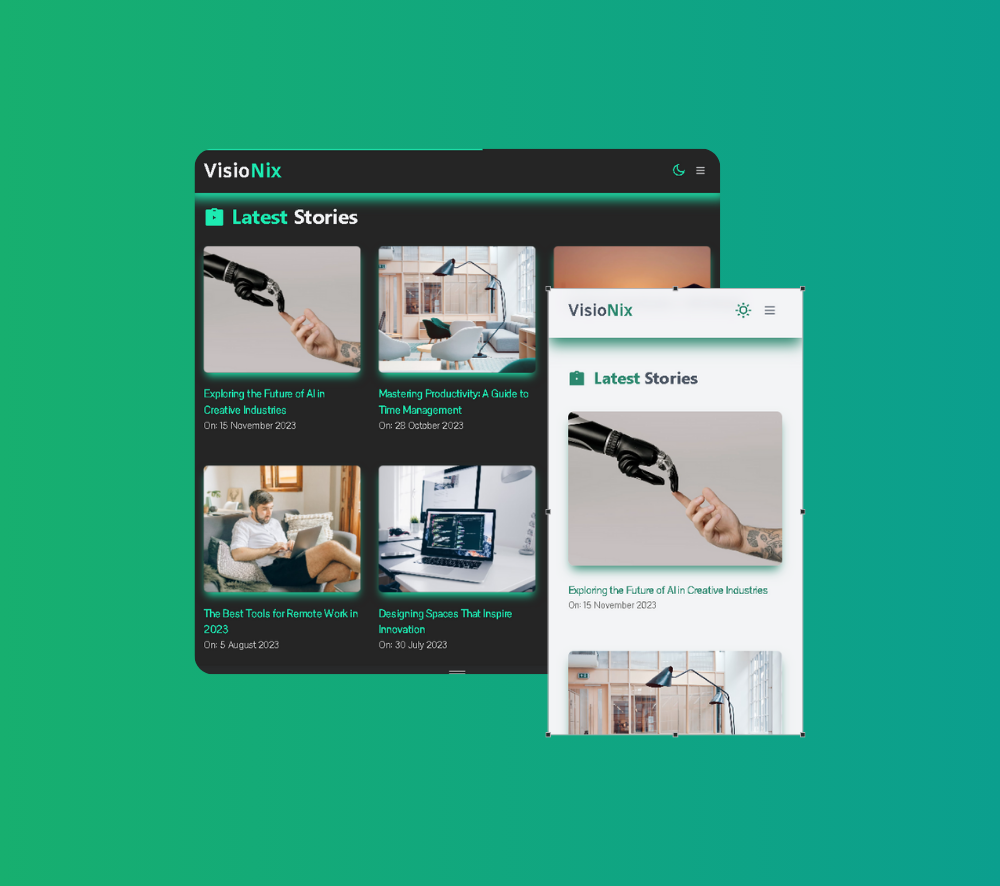 VisioNix
Latest Stories
Exploring the Future of AI in
Creative Industries
On: 15 November 2023
Mastering Productivity: A Guide to
Time Management
On: 28 October 2023
The Best Tools for Remote Work in
2023
On: 5 August 2023
Designing Spaces That Inspire
Innovation
On: 30 July 2023
VisioNix
Latest Stories
Exploring the Future of AI in Creative Industries
On: 15 November 2023